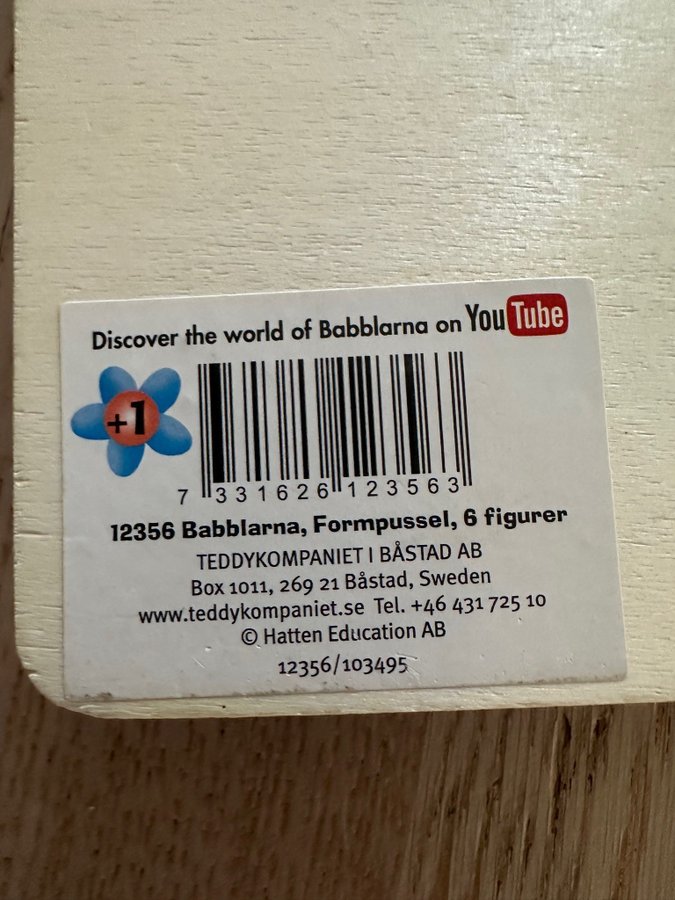 Discover the world of Babblarna on YouTube
+1
7 331626 123563
12356 Babblarna, Formpussel, 6 figurer
TEDDYKOMPANIET I BÅSTAD AB
Box 1011, 269 21 Båstad, Sweden
www.teddykompaniet.se Tel. +46 431 725 10
© Hatten Education AB
12356/103495